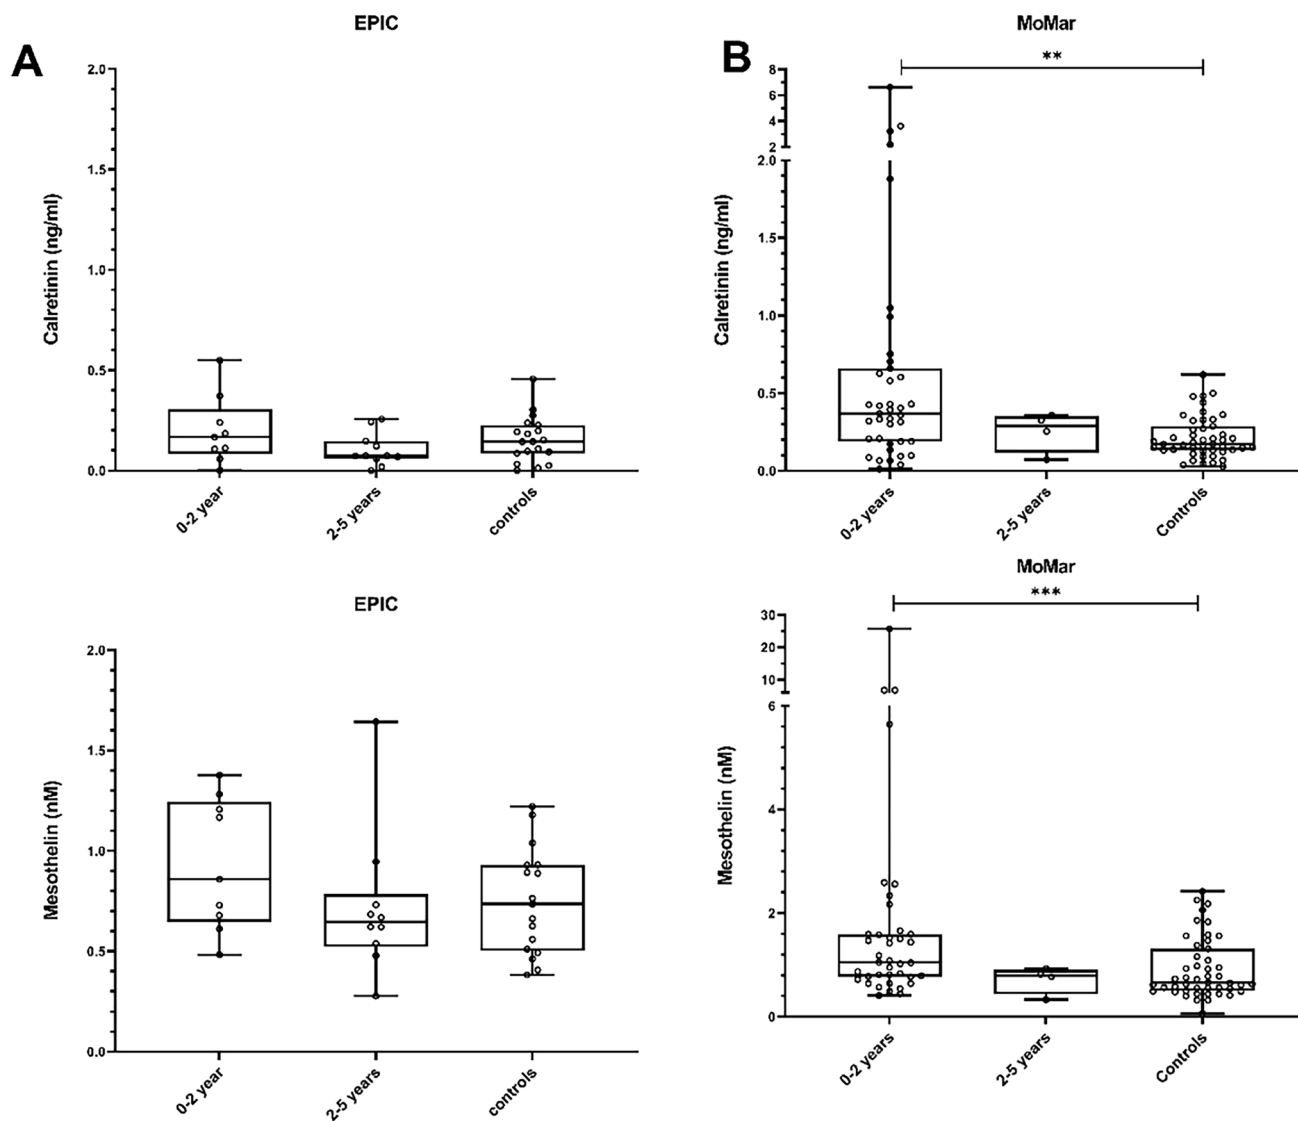 EPIC
A
2.0
1.5
1.0
0.5
0.0
Calretinin (ng/ml)
0-2 year
2-5 years
controls
MoMar
B
**
8
6
4
2
2.0
1.5
1.0
0.5
0.0
Calretinin (ng/ml)
0-2 years
2-5 years
Controls
EPIC
2.0
1.5
1.0
0.5
0.0
Mesothelin (nM)
0-2 year
2-5 years
controls
MoMar
***
30
20
10
6
4
2
0
Mesothelin (nM)
0-2 years
2-5 years
Controls